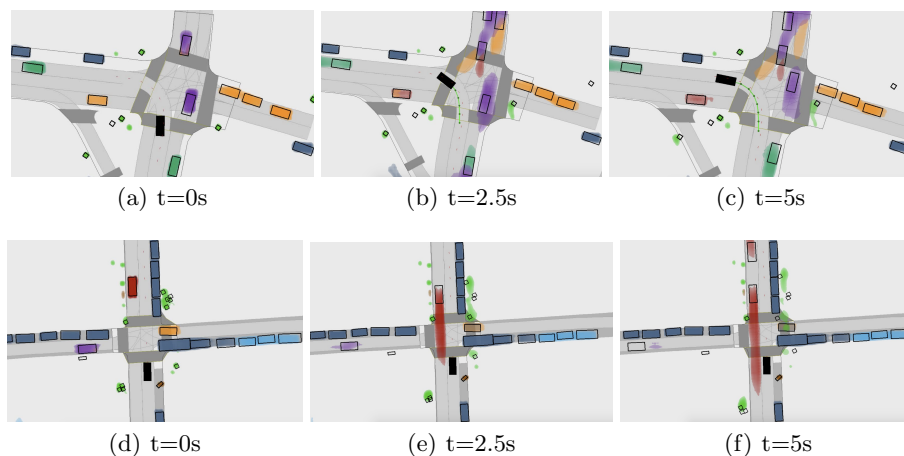 (a) t=0s
(b) t=2.5s
(c) t=5s
(d) t=0s
(e) t=2.5s
(f) t=5s